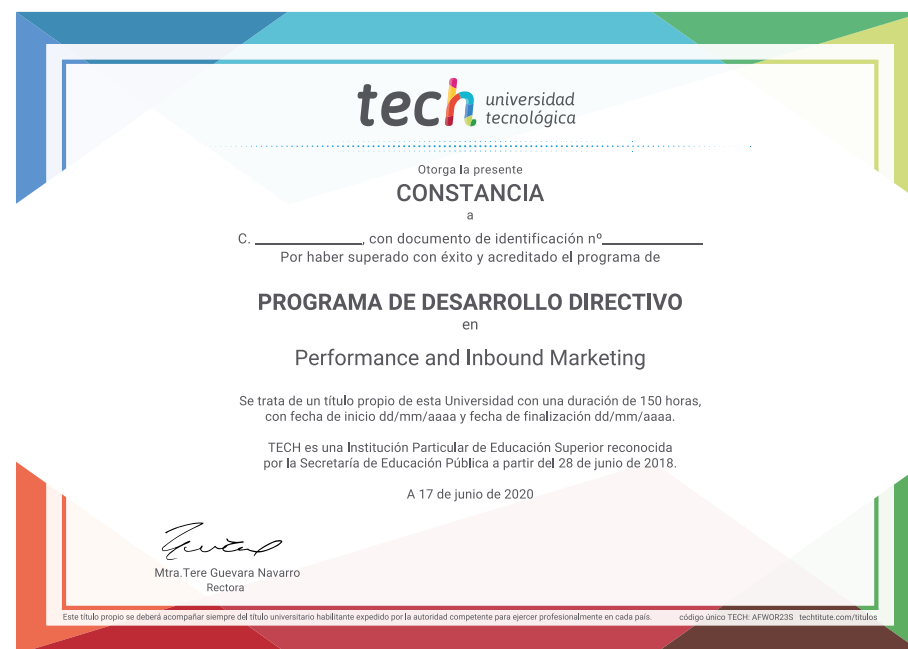 tech universidad
tecnológica
Otorga la presente
CONSTANCIA
a
C. ____________, con documento de identificación nº____________
Por haber superado con éxito y acreditado el programa de
PROGRAMA DE DESARROLLO DIRECTIVO
en
Performance and Inbound Marketing
Se trata de un título propio de esta Universidad con una duración de 150 horas,
con fecha de inicio dd/mm/aaaa y fecha de finalización dd/mm/aaaa.
TECH es una Institución Particular de Educación Superior reconocida
por la Secretaría de Educación Pública a partir del 28 de junio de 2018.
A 17 de junio de 2020
Mtra.Tere Guevara Navarro
Rectora
Este título propio se deberá acompañar siempre del título universitario habilitante expedido por la autoridad competente para ejercer profesionalmente en cada país. código único TECH: AFWOR23S techtitute.com/titulos